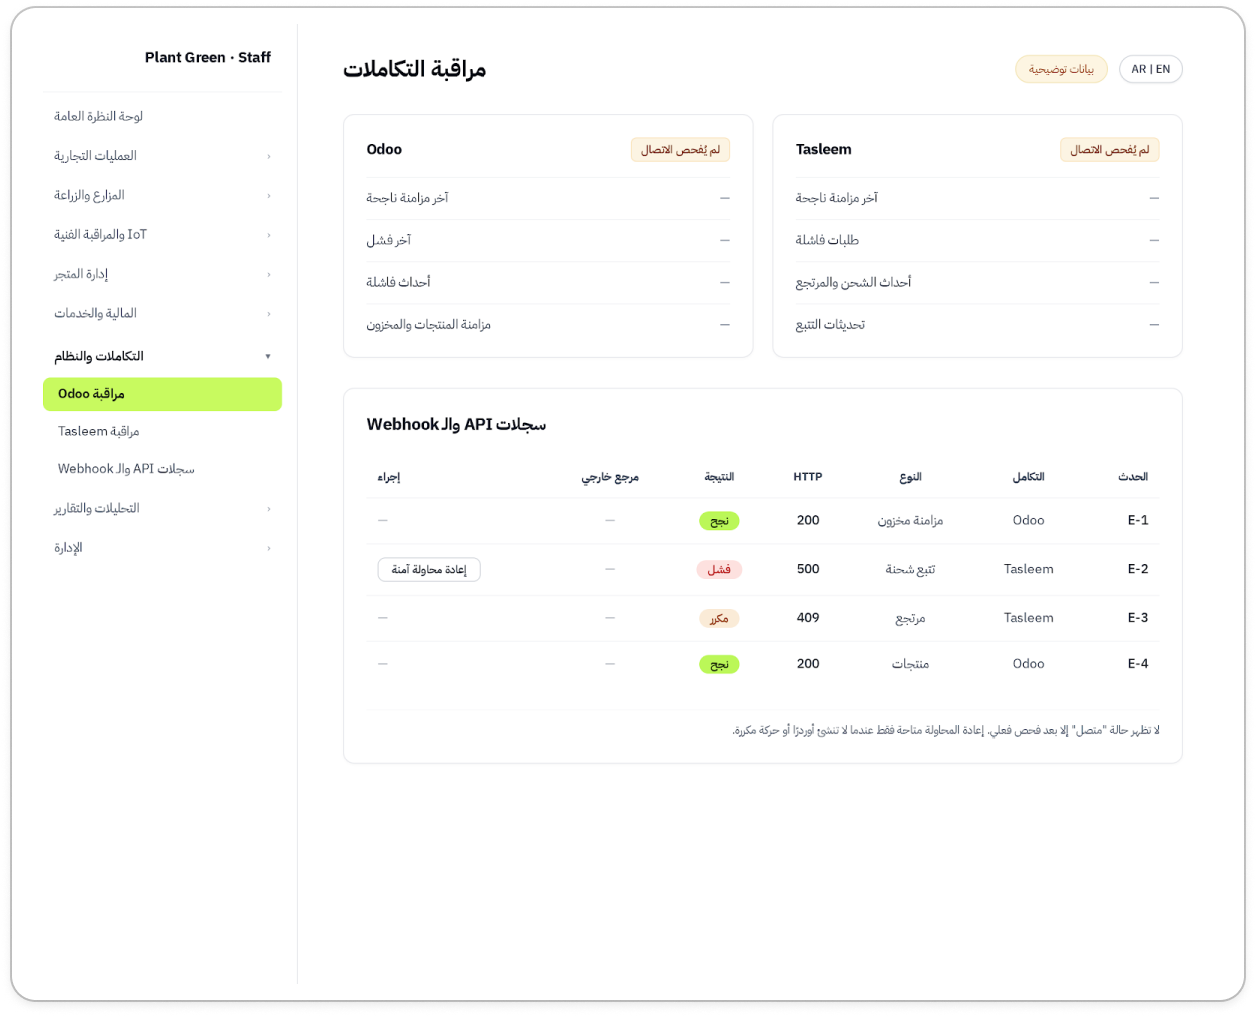 Plant Green · Staff
لوحة النظرة العامة
العمليات التجارية
المزارع والزراعة
IoT والمراقبة الفنية
إدارة المتجر
المالية والخدمات
التكاملات والنظام
مراقبة Odoo
مراقبة Tasleem
سجلات API والـ Webhook
التحليلات والتقارير
الإدارة
مراقبة التكاملات
بيانات توضيحية
AR | EN
Odoo
لم يُفحص الاتصال
آخر مزامنة ناجحة —
آخر فشل —
أحداث فاشلة —
مزامنة المنتجات والمخزون —
Tasleem
لم يُفحص الاتصال
آخر مزامنة ناجحة —
طلبات فاشلة —
أحداث الشحن والمرتجع —
تحديثات التتبع —
سجلات API والـ Webhook
الحدث التكامل النوع HTTP النتيجة مرجع خارجي إجراء
E-1 Odoo مزامنة مخزون 200 نجح — —
E-2 Tasleem تتبع شحنة 500 فشل — إعادة محاولة آمنة
E-3 Tasleem مرتجع 409 مكرر — —
E-4 Odoo منتجات 200 نجح — —
لا تظهر حالة "متصل" إلا بعد فحص فعلي. إعادة المحاولة متاحة فقط عندما لا تنشئ أوردرًا أو حركة مكررة.